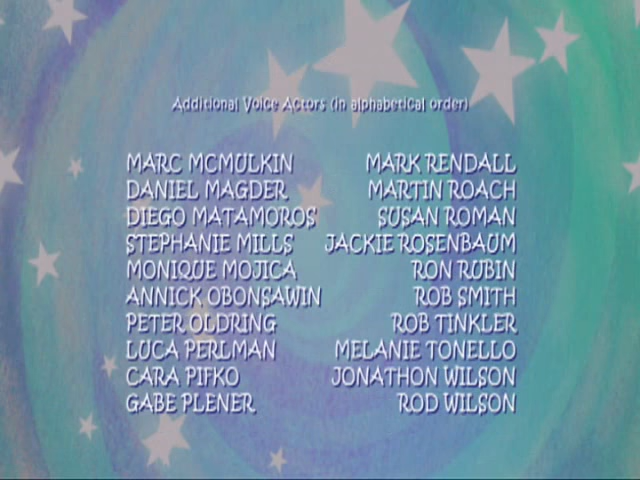 Additional Voice Actors (in alphabetical order)
MARC MCMULKIN MARK RENDALL
DANIEL MAGDER MARTIN ROACH
DIEGO MATAMOROS SUSAN ROMAN
STEPHANIE MILLS JACKIE ROSENBAUM
MONIQUE MOJICA RON RUBIN
ANNICK OBONSAWIN ROB SMITH
PETER OLDRING ROB TINKLER
LUCA PERLMAN MELANIE TONELLO
CARA PIFKO JONATHON WILSON
GABE PLENER ROD WILSON